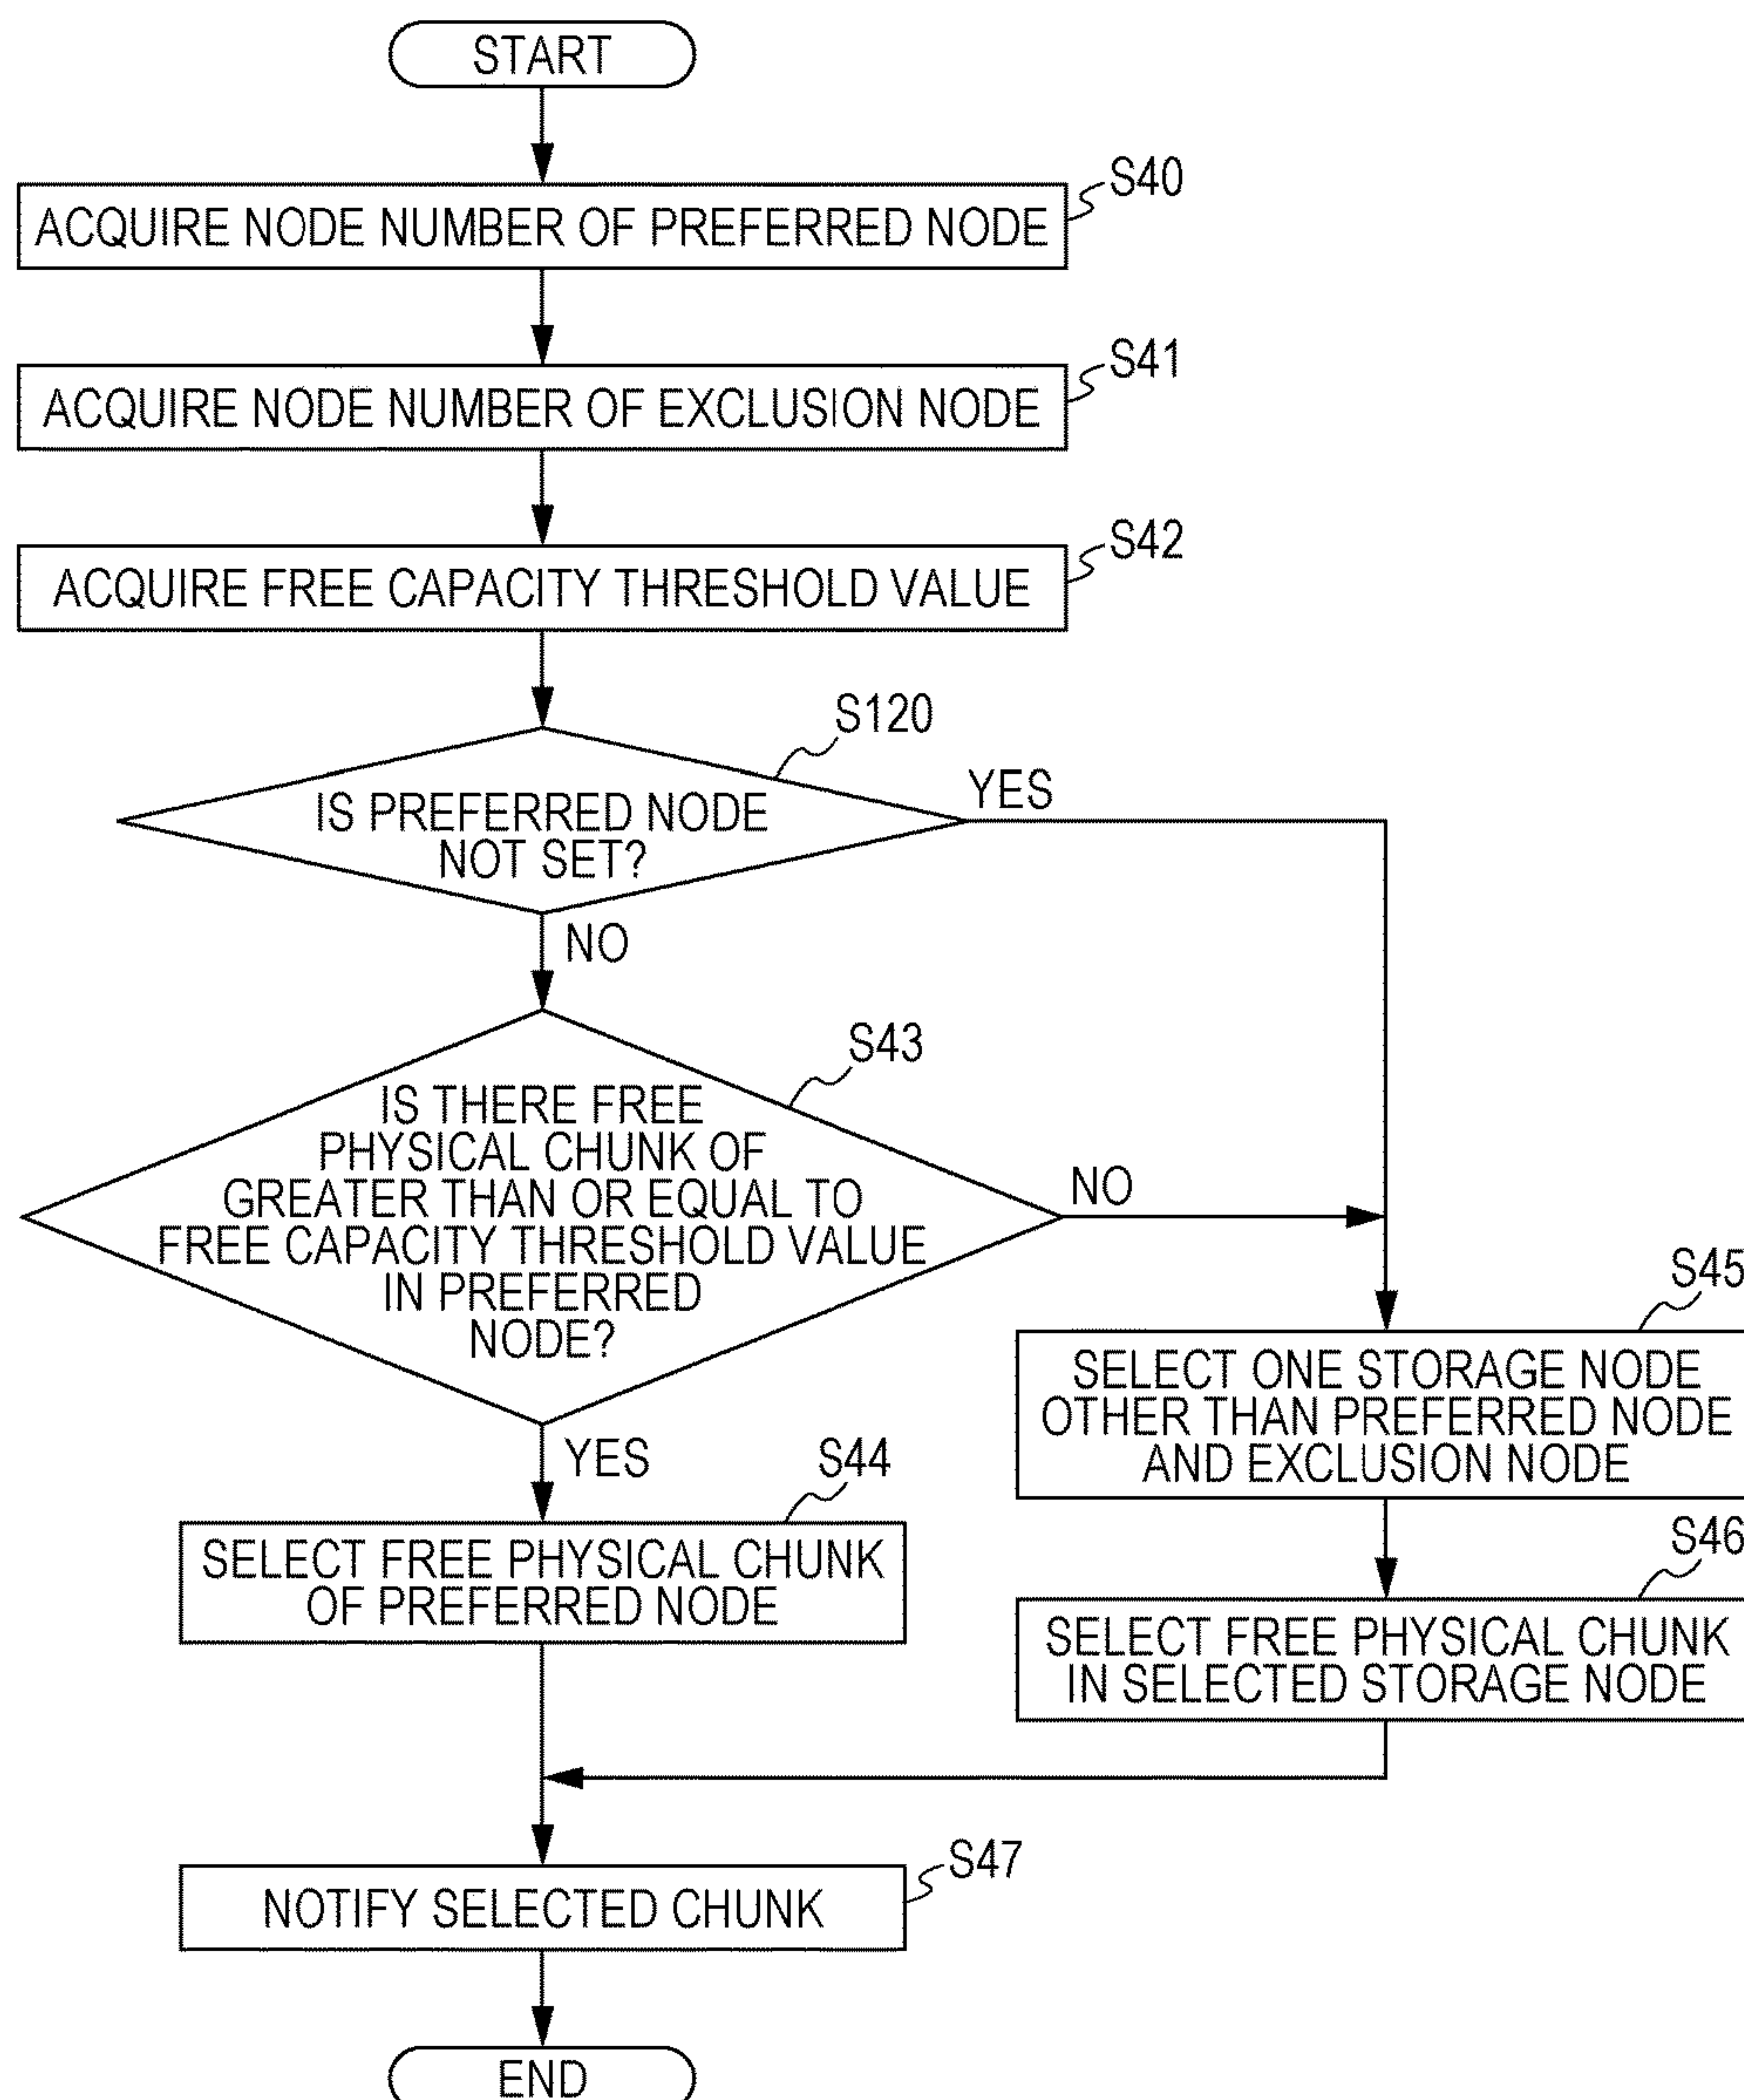 START
S40
ACQUIRE NODE NUMBER OF PREFERRED NODE
S41
ACQUIRE NODE NUMBER OF EXCLUSION NODE
S42
ACQUIRE FREE CAPACITY THRESHOLD VALUE
S120
IS PREFERRED NODE
NOT SET?
YES
NO
S43
IS THERE FREE
PHYSICAL CHUNK OF
GREATER THAN OR EQUAL TO
FREE CAPACITY THRESHOLD VALUE
IN PREFERRED
NODE?
NO
YES
S45
SELECT ONE STORAGE NODE
OTHER THAN PREFERRED NODE
AND EXCLUSION NODE
S44
SELECT FREE PHYSICAL CHUNK
OF PREFERRED NODE
S46
SELECT FREE PHYSICAL CHUNK
IN SELECTED STORAGE NODE
S47
NOTIFY SELECTED CHUNK
END